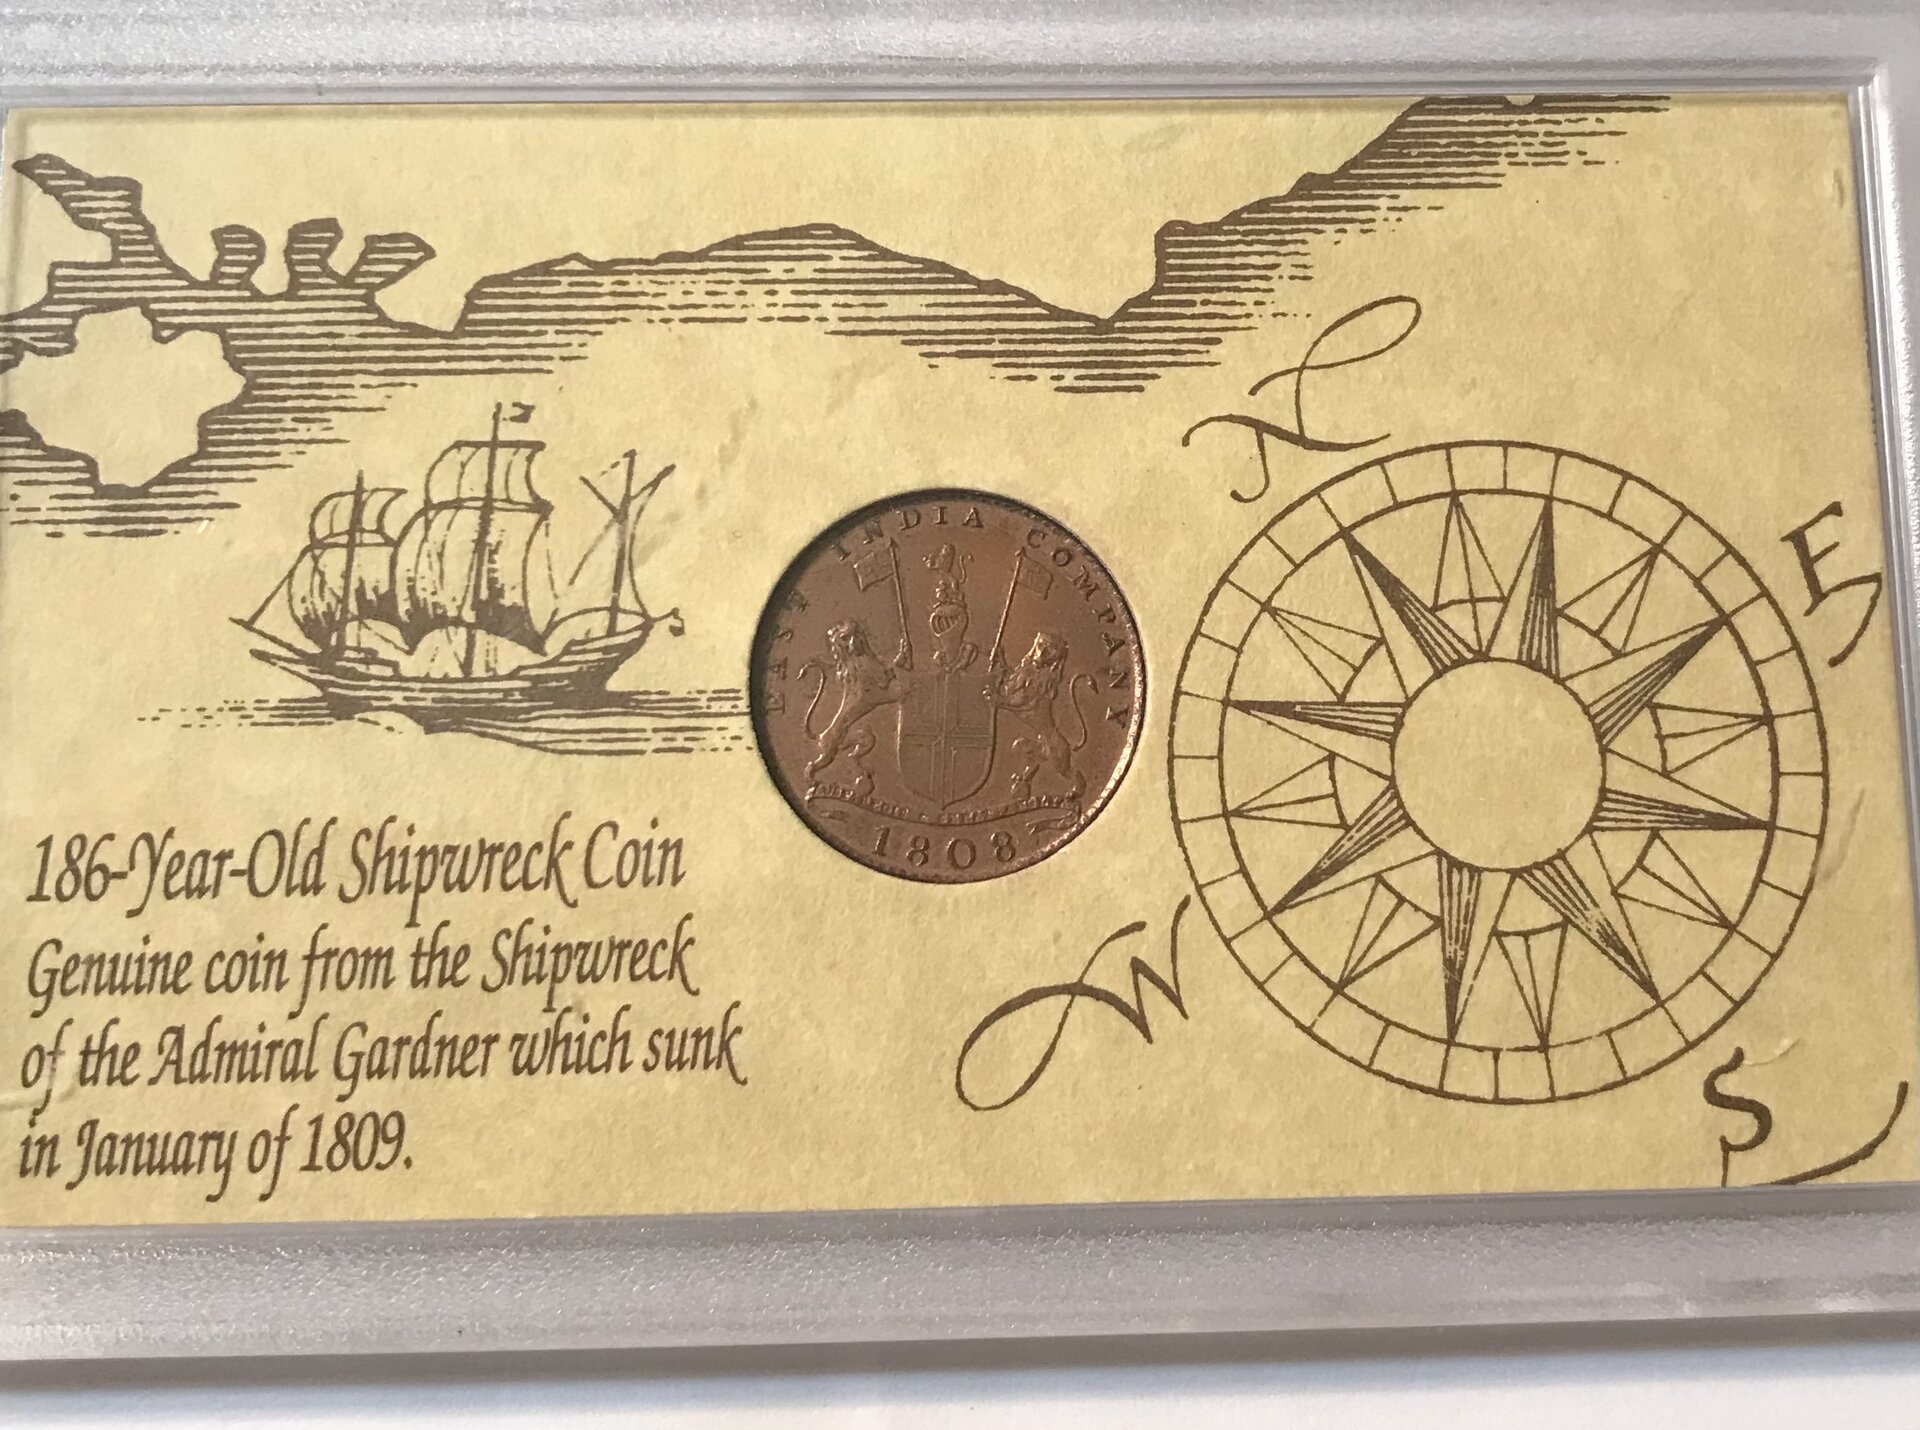 N
E
EAST INDIA COMPANY
1808
W
S
186-Year-Old Shipwreck Coin
Genuine coin from the Shipwreck
of the Admiral Gardner which sunk
in January of 1809.